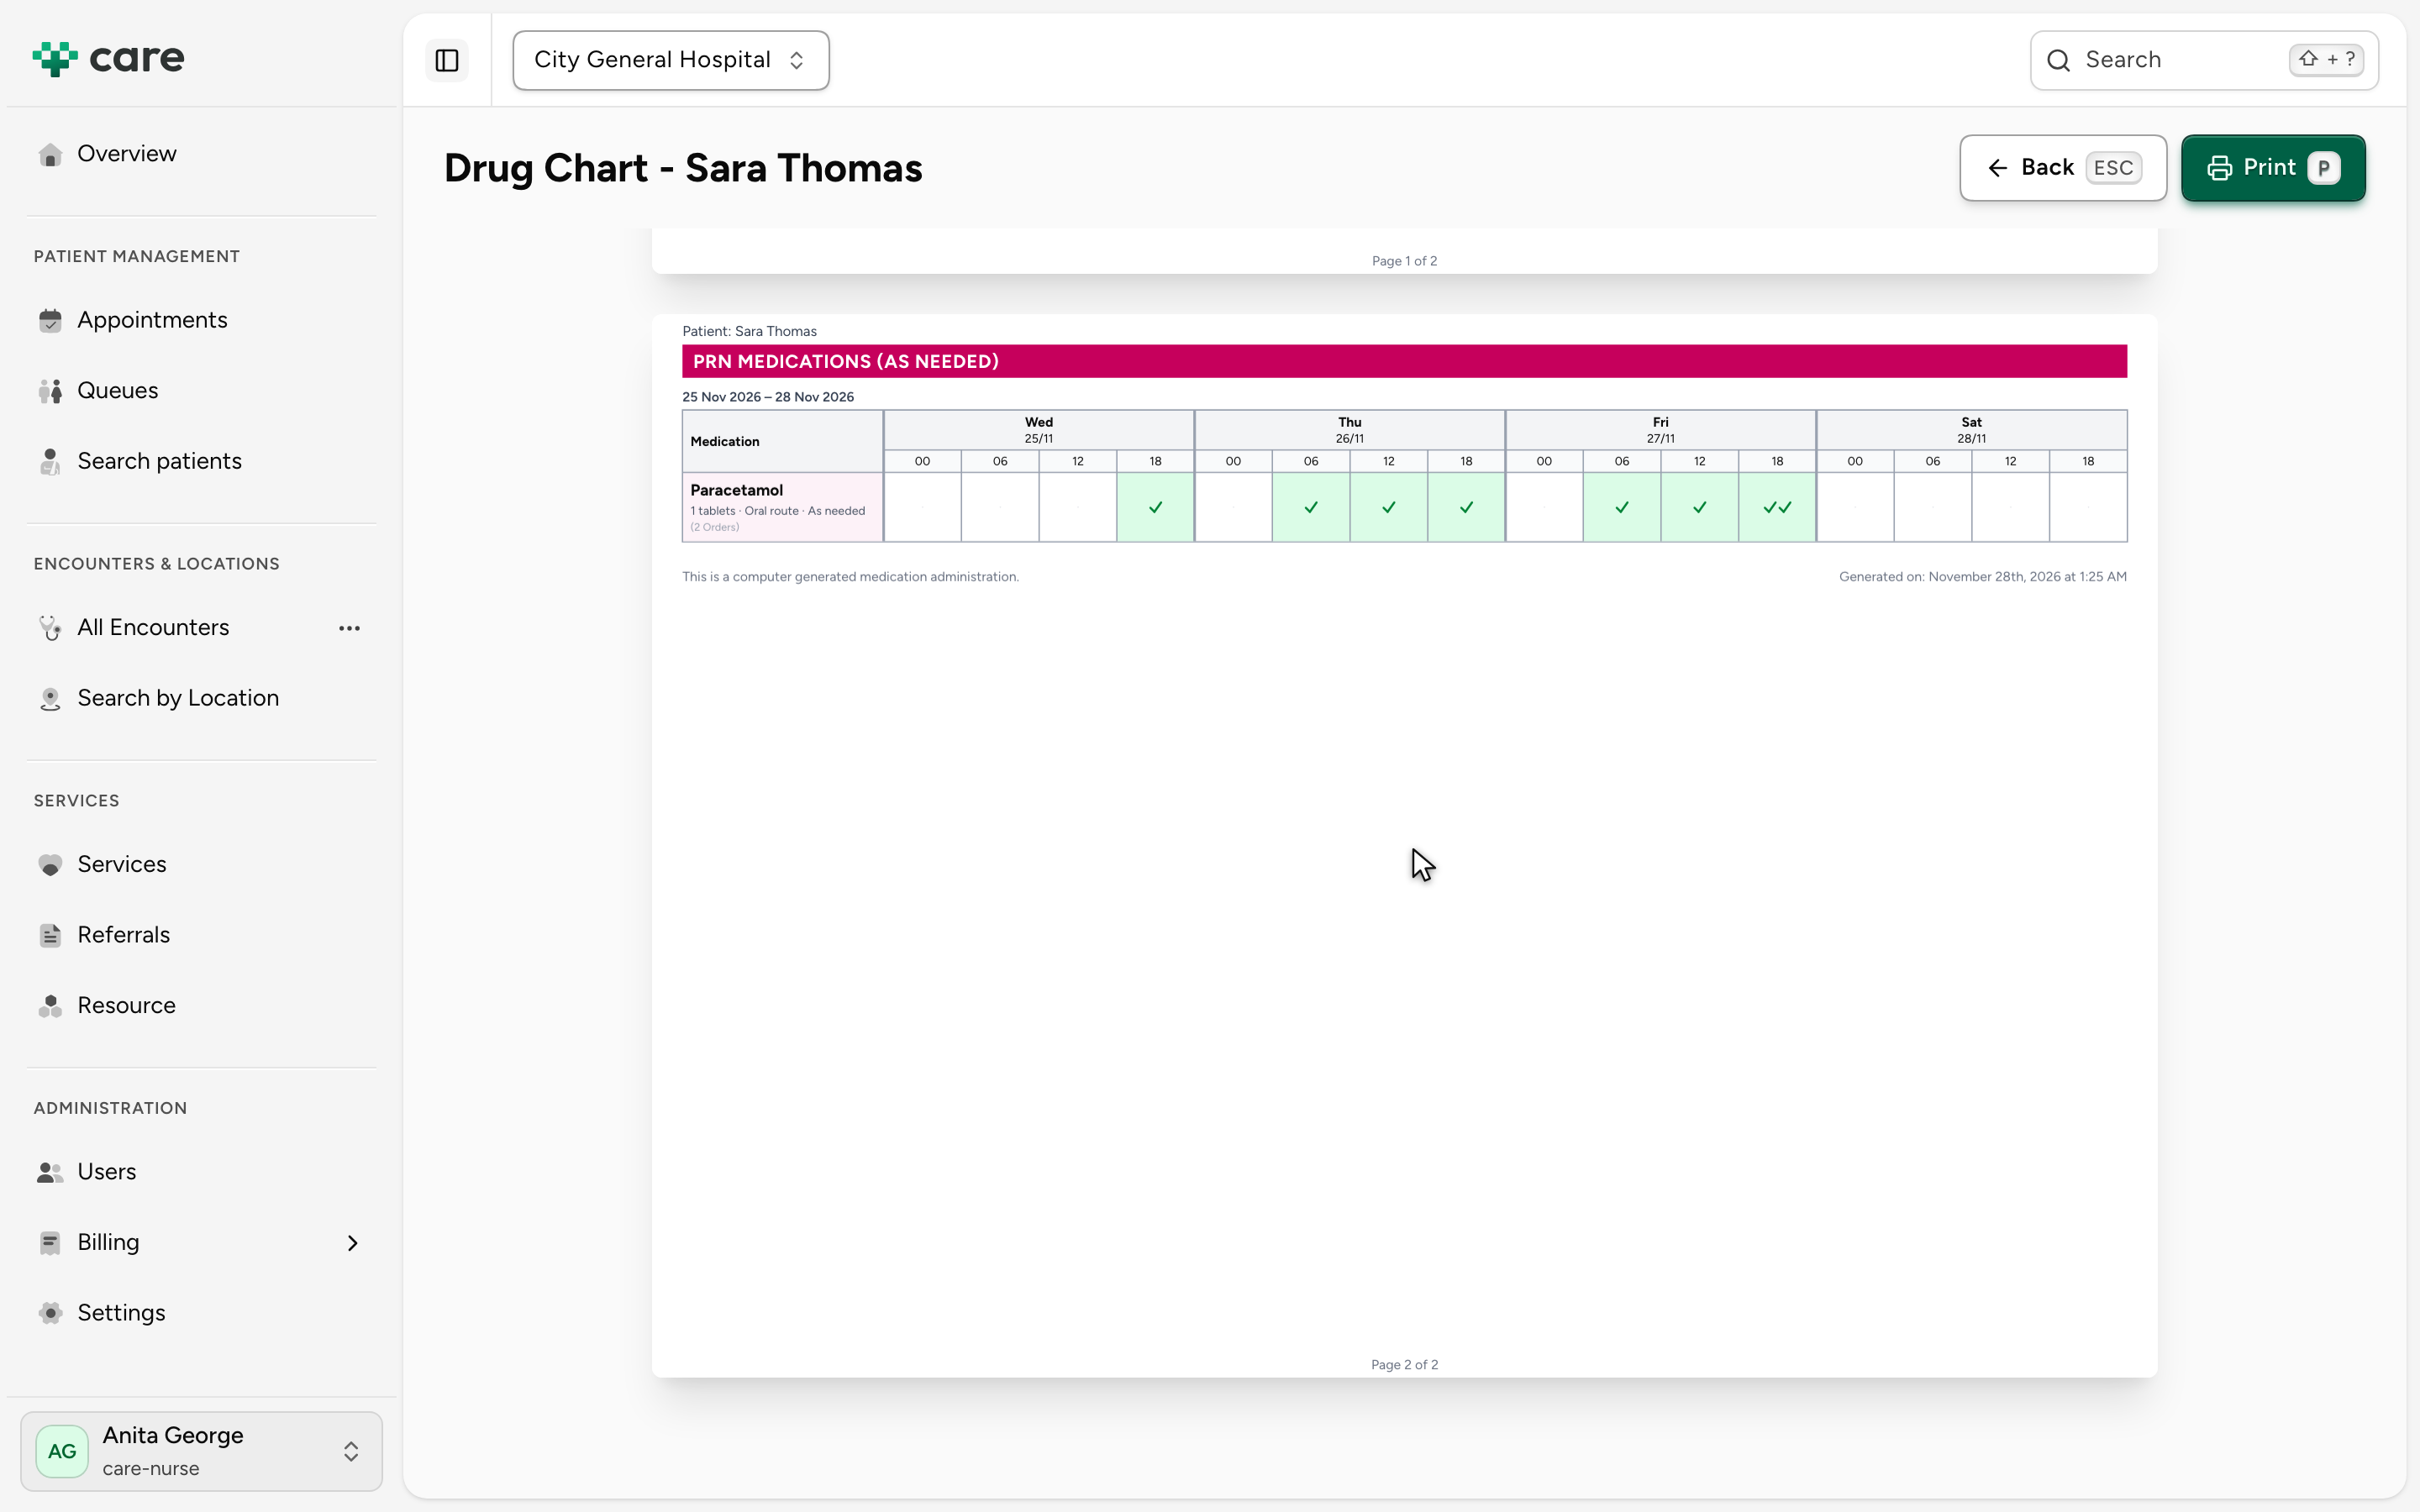 care
City General Hospital
Search
+ ?
Overview
PATIENT MANAGEMENT
Appointments
Queues
Search patients
ENCOUNTERS & LOCATIONS
All Encounters
Search by Location
SERVICES
Services
Referrals
Resource
ADMINISTRATION
Users
Billing
Settings
AG
Anita George
care-nurse
Drug Chart - Sara Thomas
Back ESC
Print P
Page 1 of 2
Patient: Sara Thomas
PRN MEDICATIONS (AS NEEDED)
25 Nov 2026 – 28 Nov 2026
Medication
Wed Thu Fri Sat
25/11 26/11 27/11 28/11
00 06 12 18 00 06 12 18 00 06 12 18 00 06 12 18
Paracetamol
1 tablets · Oral route · As needed
(2 Orders)
This is a computer generated medication administration.
Generated on: November 28th, 2026 at 1:25 AM
Page 2 of 2